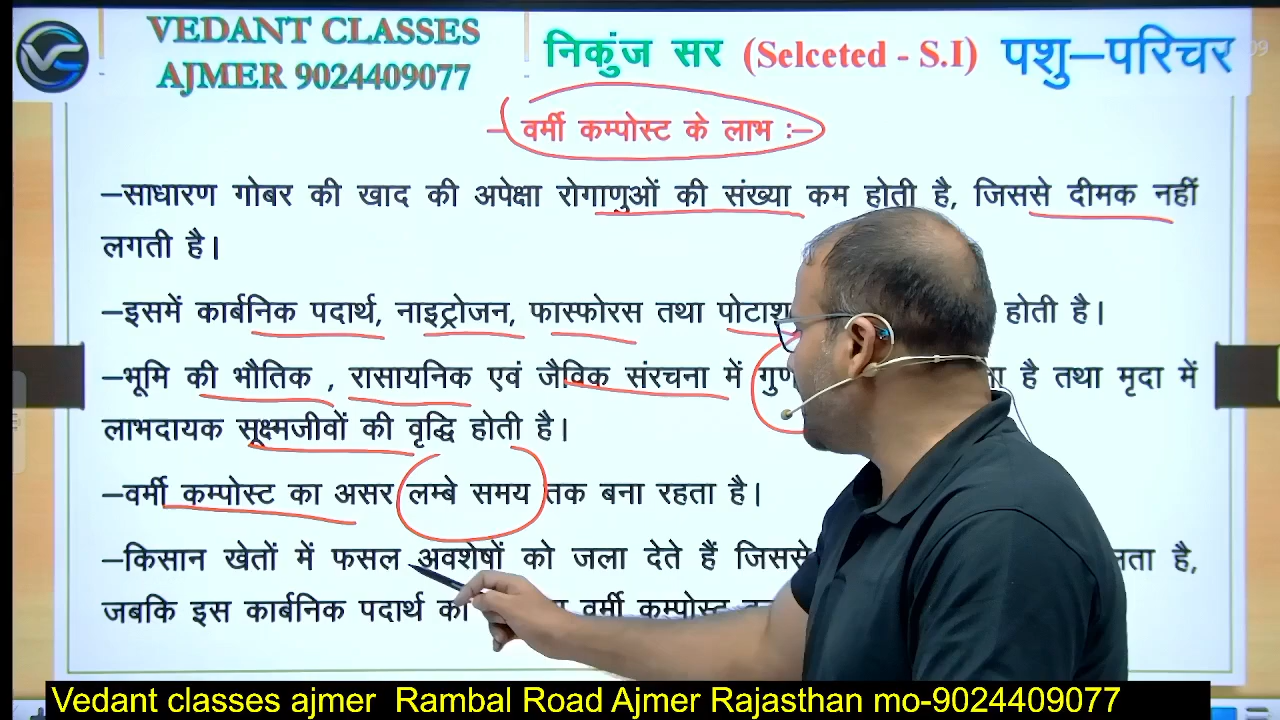 VEDANT CLASSES
AJMER 9024409077
निकुंज सर (Selceted - S.I) पशु–परिचर
– वर्मी कम्पोस्ट के लाभ :–
–साधारण गोबर की खाद की अपेक्षा रोगाणुओं की संख्या कम होती है, जिससे दीमक नहीं
लगती है।
–इसमें कार्बनिक पदार्थ, नाइट्रोजन, फास्फोरस तथा पोटाश होती है।
–भूमि की भौतिक , रासायनिक एवं जैविक संरचना में है तथा मृदा में
लाभदायक सूक्ष्मजीवों की वृद्धि होती है।
–वर्मी कम्पोस्ट का असर लम्बे समय तक बना रहता है।
–किसान खेतों में फसल अवशेषों को जला देते हैं जिससे
जबकि इस कार्बनिक पदार्थ का वर्मी कम्पोस्ट
Vedant classes ajmer Rambal Road Ajmer Rajasthan mo-9024409077